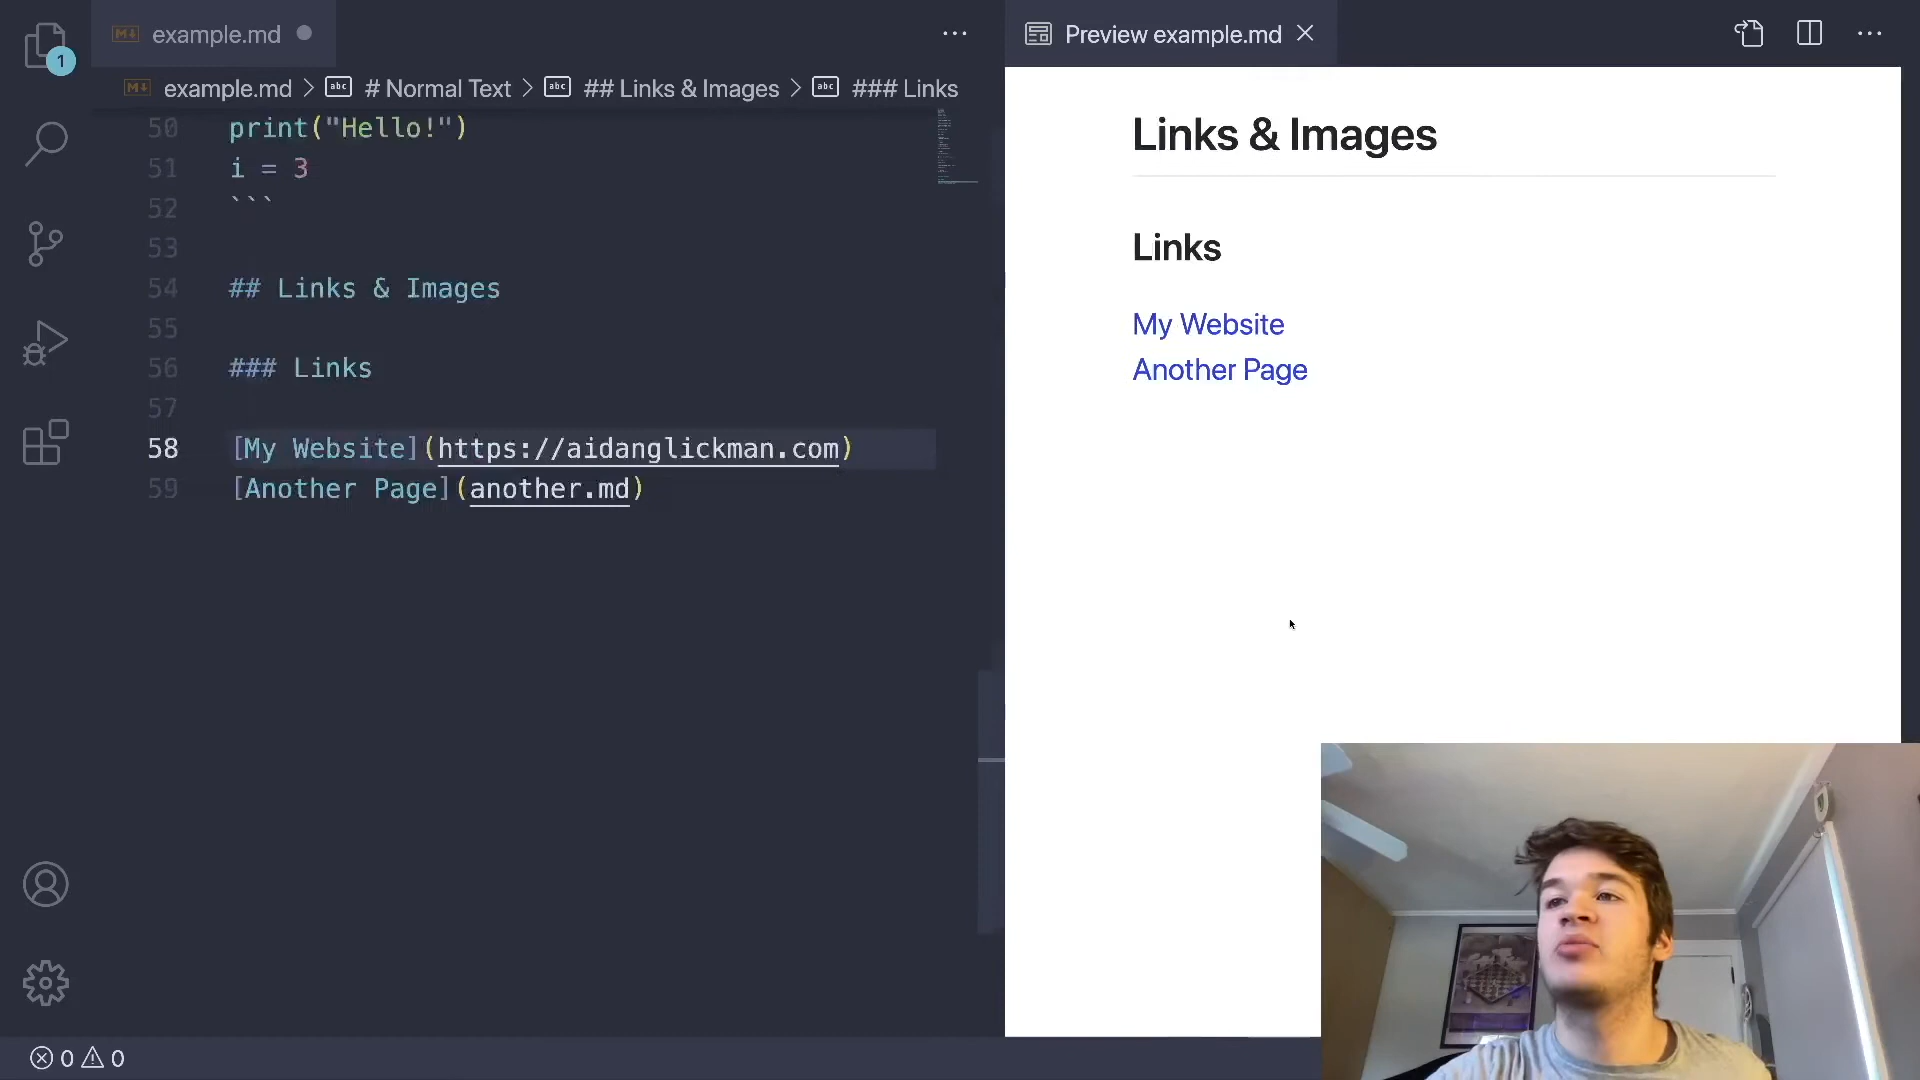 example.md
Preview example.md
1
example.md > # Normal Text > ## Links & Images > ### Links
50 print("Hello!")
51 i = 3
52 ```
53
54 ## Links & Images
55
56 ### Links
57
58 [My Website](https://aidanglickman.com)
59 [Another Page](another.md)
Links & Images
Links
My Website
Another Page
0 0